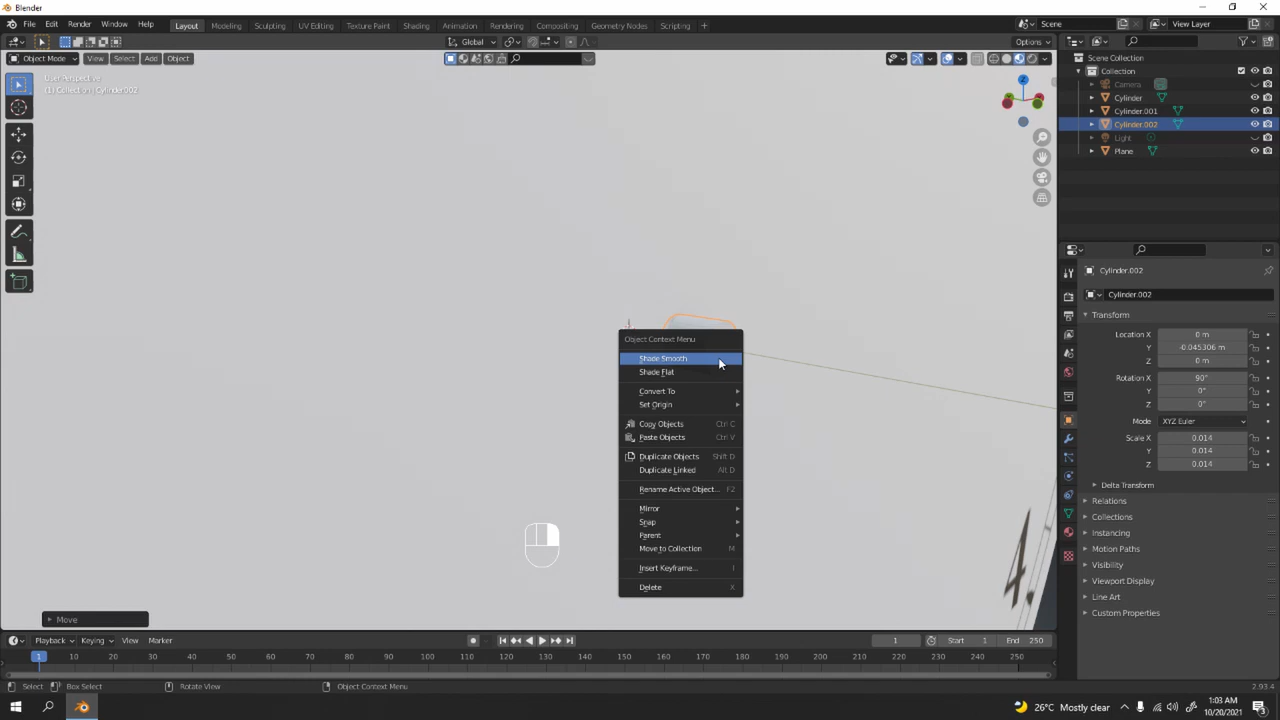 Blender
File Edit Render Window Help Layout Modeling Sculpting UV Editing Texture Paint Shading Animation Rendering Compositing Geometry Nodes Scripting Scene View Layer
Global Options
Object Mode View Select Add Object
User Perspective
(1) Collection | Cylinder.002
Scene Collection
Collection
Camera
Cylinder
Cylinder.001
Cylinder.002
Light
Plane
Cylinder.002
Cylinder.002
Transform
Location X 0 m
Y -0.045306 m
Z 0 m
Rotation X 90°
Y 0°
Z 0°
Mode XYZ Euler
Scale X 0.014
Y 0.014
Z 0.014
Delta Transform
Relations
Collections
Instancing
Motion Paths
Visibility
Viewport Display
Line Art
Custom Properties
Object Context Menu
Shade Smooth
Shade Flat
Convert To
Set Origin
Copy Objects Ctrl C
Paste Objects Ctrl V
Duplicate Objects Shift D
Duplicate Linked Alt D
Rename Active Object... F2
Mirror
Snap
Parent
Move to Collection M
Insert Keyframe... I
Delete X
4
Move
Playback Keying View Marker 1 Start 1 End 250
1 10 20 30 40 50 60 70 80 90 100 110 120 130 140 150 160 170 180 190 200 210 220 230 240 250
Select Box Select Rotate View Object Context Menu 2.93.4
26°C Mostly clear 1:03 AM
10/20/2021 3